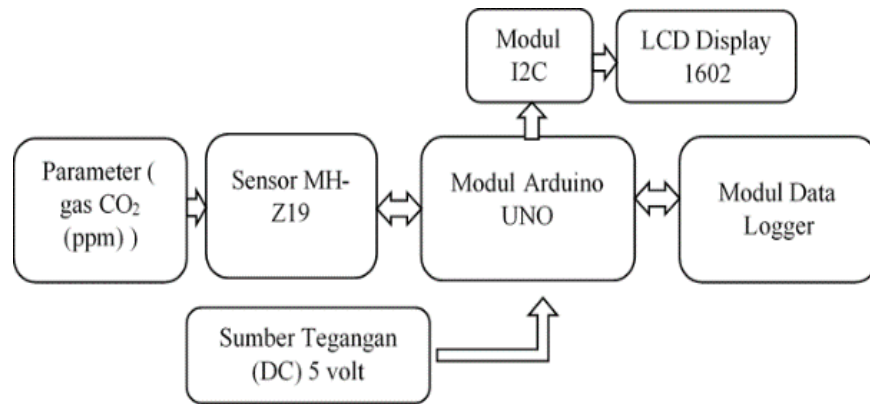 Modul
I2C
LCD Display
1602
Parameter (
gas CO₂
(ppm) )
Sensor MH-
Z19
Modul Arduino
UNO
Modul Data
Logger
Sumber Tegangan
(DC) 5 volt